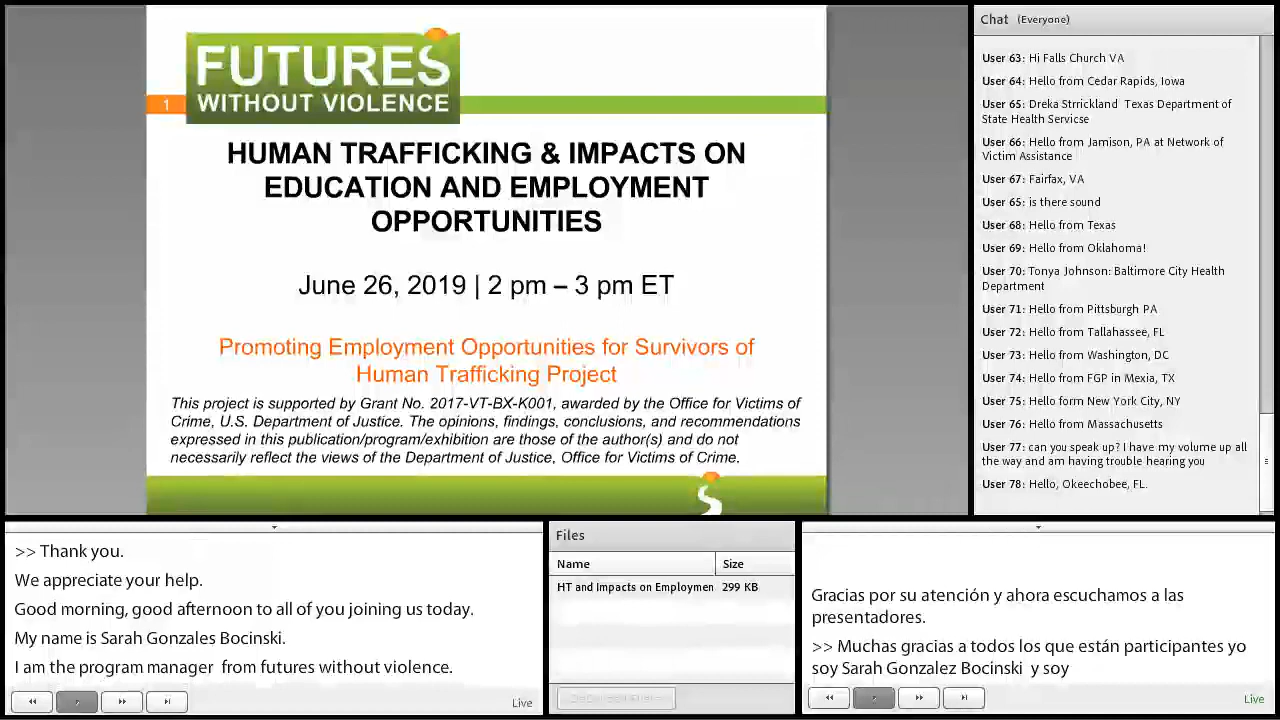 FUTURES
WITHOUT VIOLENCE
1
HUMAN TRAFFICKING & IMPACTS ON
EDUCATION AND EMPLOYMENT
OPPORTUNITIES
June 26, 2019 | 2 pm – 3 pm ET
Promoting Employment Opportunities for Survivors of
Human Trafficking Project
This project is supported by Grant No. 2017-VT-BX-K001, awarded by the Office for Victims of
Crime, U.S. Department of Justice. The opinions, findings, conclusions, and recommendations
expressed in this publication/program/exhibition are those of the author(s) and do not
necessarily reflect the views of the Department of Justice, Office for Victims of Crime.
Chat (Everyone)
User 63: Hi Falls Church VA
User 64: Hello from Cedar Rapids, Iowa
User 65: Dreka Strrickland Texas Department of
State Health Servicse
User 66: Hello from Jamison, PA at Network of
Victim Assistance
User 67: Fairfax, VA
User 65: is there sound
User 68: Hello from Texas
User 69: Hello from Oklahoma!
User 70: Tonya Johnson: Baltimore City Health
Department
User 71: Hello from Pittsburgh PA
User 72: Hello from Tallahassee, FL
User 73: Hello from Washington, DC
User 74: Hello from FGP in Mexia, TX
User 75: Hello form New York City, NY
User 76: Hello from Massachusetts
User 77: can you speak up? I have my volume up all
the way and am having trouble hearing you
User 78: Hello, Okeechobee, FL.
>> Thank you.
We appreciate your help.
Good morning, good afternoon to all of you joining us today.
My name is Sarah Gonzales Bocinski.
I am the program manager from futures without violence.
Live
Files
Name Size
HT and Impacts on Employmen 299 KB
Gracias por su atención y ahora escuchamos a las
presentadores.
>> Muchas gracias a todos los que están participantes yo
soy Sarah Gonzalez Bocinski y soy
Live